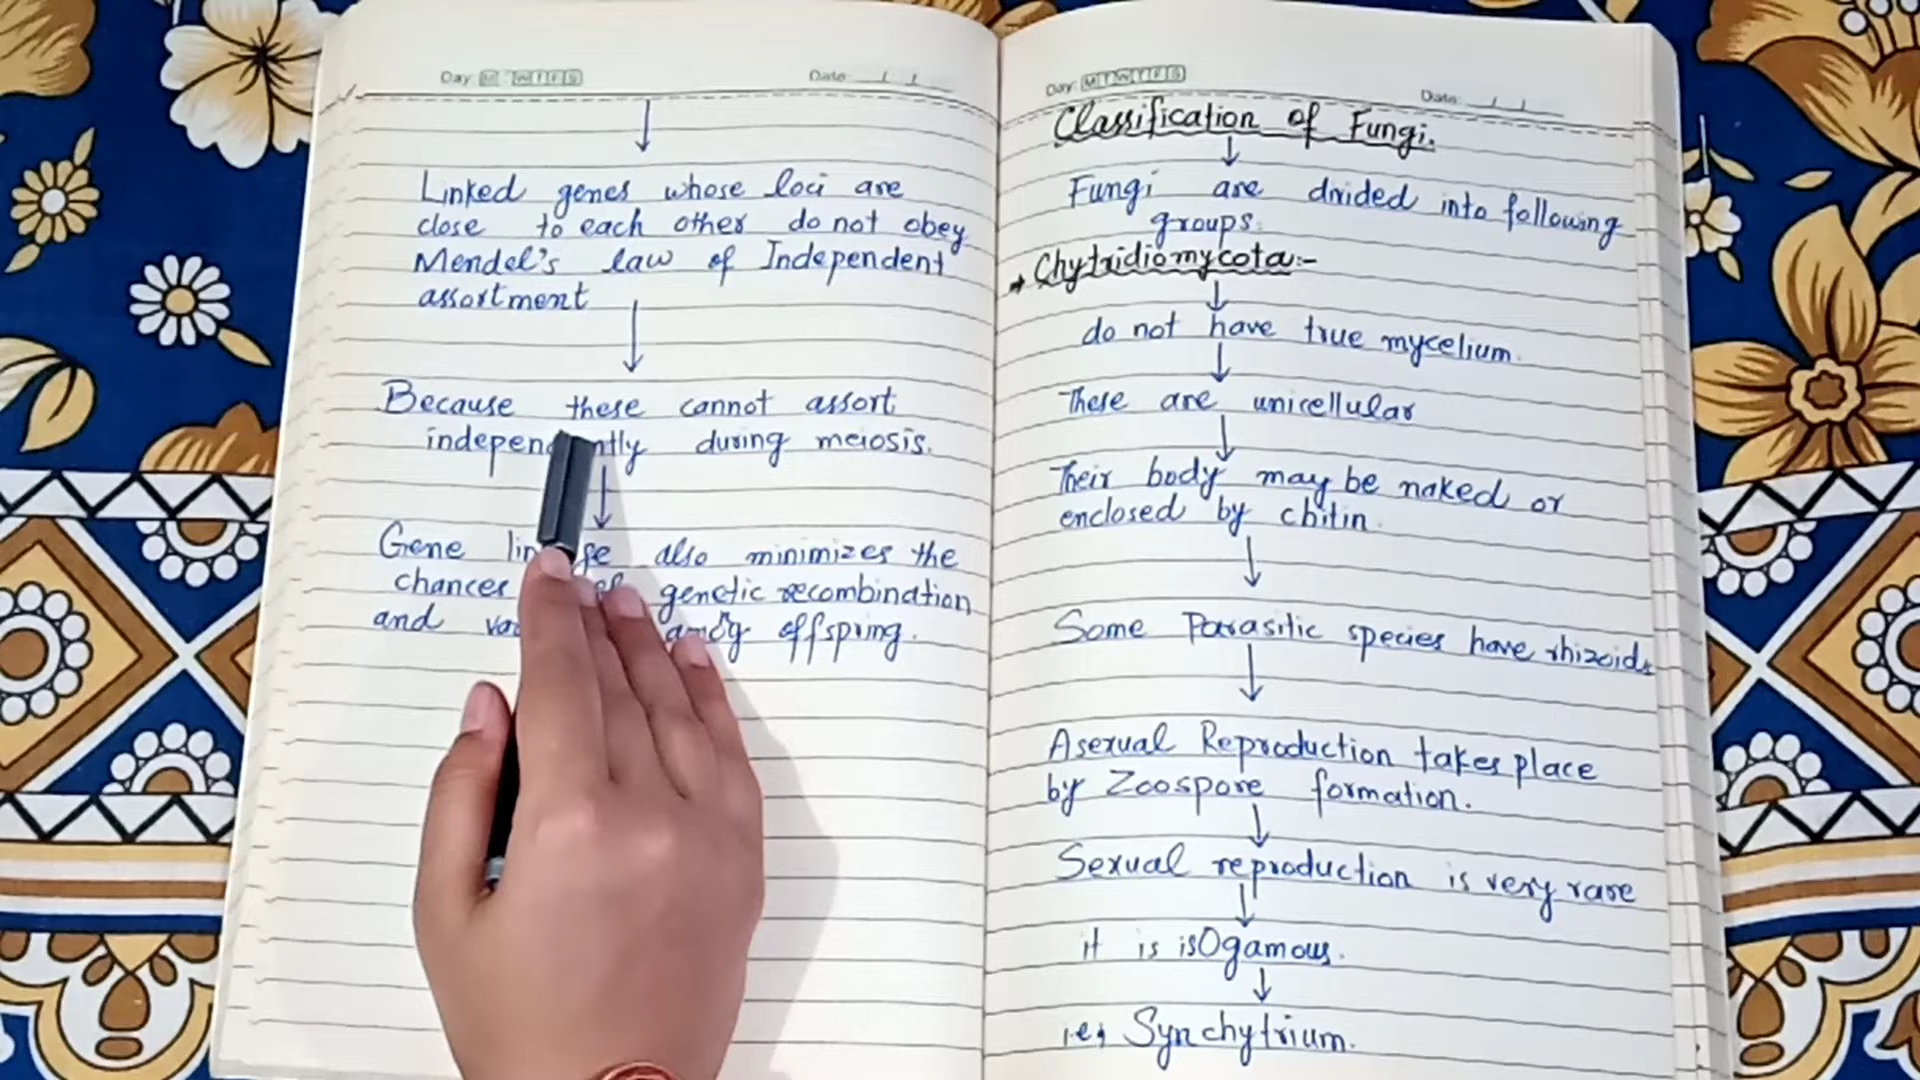 Day: M W T F S
Date: / /
Linked genes whose loci are
close to each other do not obey
Mendel's law of Independent
assortment
Because these cannot assort
independently during meiosis.
Gene also minimizes the
chances genetic recombination
and among offspring.
Day: M T W T F S
Date: / /
Classification of Fungi.
Fungi are divided into following
groups.
Chytridiomycota:-
do not have true mycelium.
These are unicellular
Their body may be naked or
enclosed by chitin.
Some Parasitic species have rhizoids
Asexual Reproduction takes place
by Zoospore formation.
Sexual reproduction is very rare
it is isOgamous.
i.e, Synchytrium.